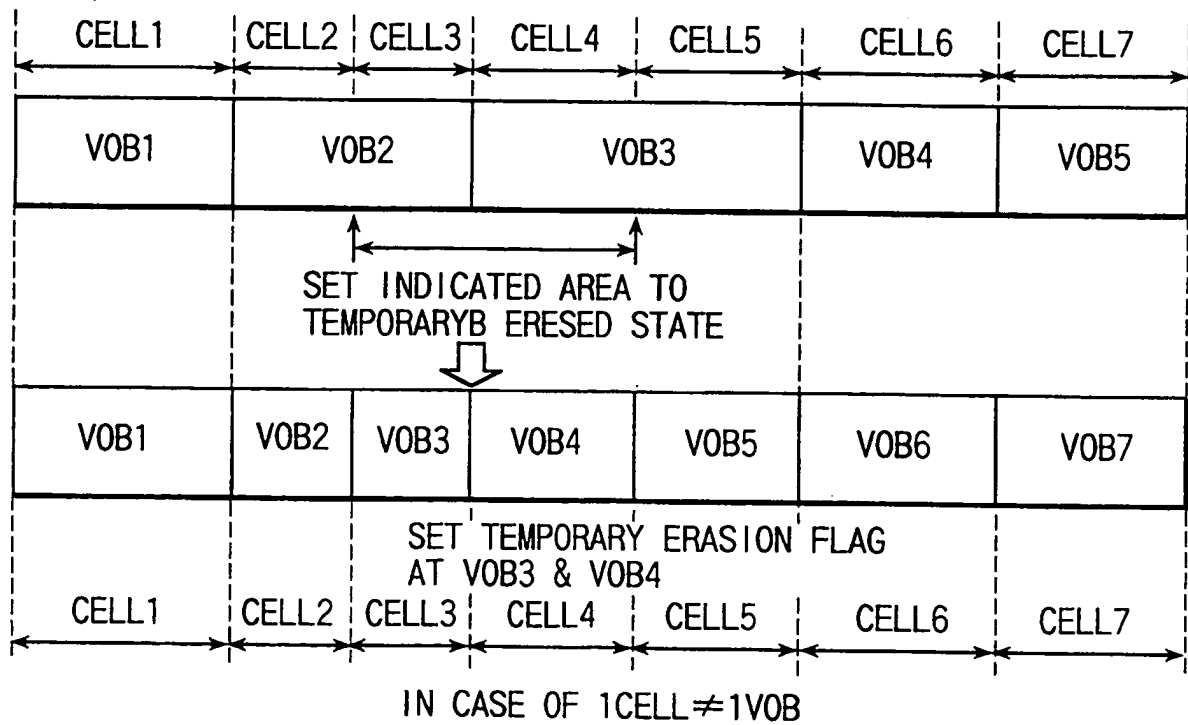 CELL1 CELL2 CELL3 CELL4 CELL5 CELL6 CELL7
VOB1 VOB2 VOB3 VOB4 VOB5
SET INDICATED AREA TO
TEMPORARYB ERESED STATE
VOB1 VOB2 VOB3 VOB4 VOB5 VOB6 VOB7
SET TEMPORARY ERASION FLAG
AT VOB3 & VOB4
CELL1 CELL2 CELL3 CELL4 CELL5 CELL6 CELL7
IN CASE OF 1CELL≠1VOB